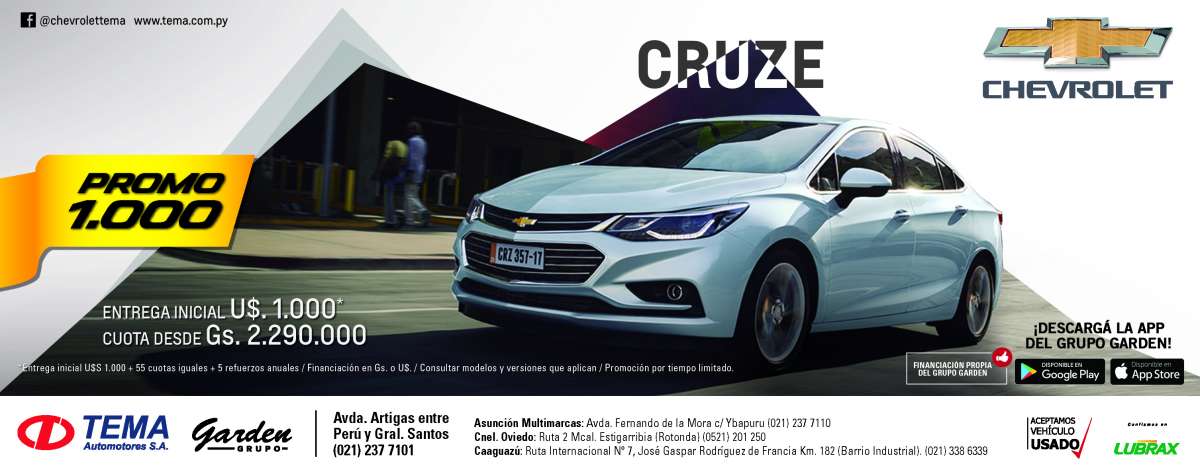 @chevrolettema www.tema.com.py
CRUZE
CHEVROLET
PROMO
1.000
CRZ 357-17
ENTREGA INICIAL U$. 1.000*
CUOTA DESDE Gs. 2.290.000
*Entrega inicial U$S 1.000 + 55 cuotas iguales + 5 refuerzos anuales / Financiación en Gs. o U$. / Consultar modelos y versiones que aplican / Promoción por tiempo limitado.
¡DESCARGÁ LA APP
DEL GRUPO GARDEN!
FINANCIACIÓN PROPIA
DEL GRUPO GARDEN
DISPONIBLE EN
Google Play
Disponible en
App Store
TEMA
Automotores S.A.
Garden
GRUPO
Avda. Artigas entre
Perú y Gral. Santos
(021) 237 7101
Asunción Multimarcas: Avda. Fernando de la Mora c/ Ybapuru (021) 237 7110
Cnel. Oviedo: Ruta 2 Mcal. Estigarribia (Rotonda) (0521) 201 250
Caaguazú: Ruta Internacional N° 7, José Gaspar Rodríguez de Francia Km. 182 (Barrio Industrial). (021) 338 6339
ACEPTAMOS
VEHÍCULO
USADO
Confiamos en
LUBRAX